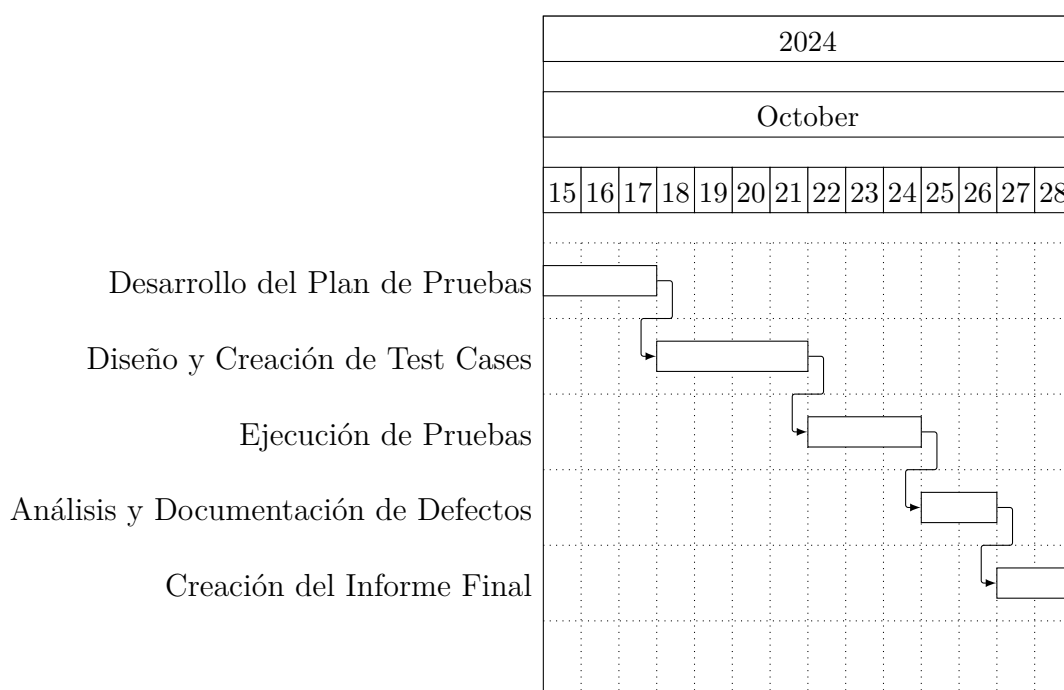 2024
October
15 16 17 18 19 20 21 22 23 24 25 26 27 28
Desarrollo del Plan de Pruebas
Diseño y Creación de Test Cases
Ejecución de Pruebas
Análisis y Documentación de Defectos
Creación del Informe Final